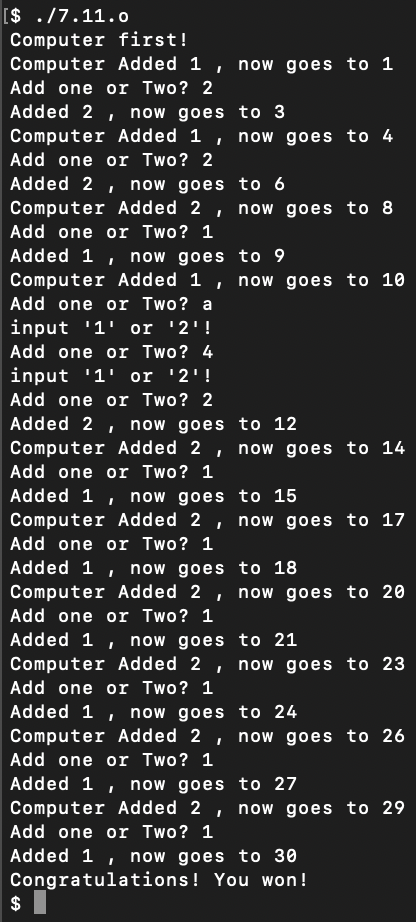 [$ ./7.11.o
Computer first!
Computer Added 1 , now goes to 1
Add one or Two? 2
Added 2 , now goes to 3
Computer Added 1 , now goes to 4
Add one or Two? 2
Added 2 , now goes to 6
Computer Added 2 , now goes to 8
Add one or Two? 1
Added 1 , now goes to 9
Computer Added 1 , now goes to 10
Add one or Two? a
input '1' or '2'!
Add one or Two? 4
input '1' or '2'!
Add one or Two? 2
Added 2 , now goes to 12
Computer Added 2 , now goes to 14
Add one or Two? 1
Added 1 , now goes to 15
Computer Added 2 , now goes to 17
Add one or Two? 1
Added 1 , now goes to 18
Computer Added 2 , now goes to 20
Add one or Two? 1
Added 1 , now goes to 21
Computer Added 2 , now goes to 23
Add one or Two? 1
Added 1 , now goes to 24
Computer Added 2 , now goes to 26
Add one or Two? 1
Added 1 , now goes to 27
Computer Added 2 , now goes to 29
Add one or Two? 1
Added 1 , now goes to 30
Congratulations! You won!
$